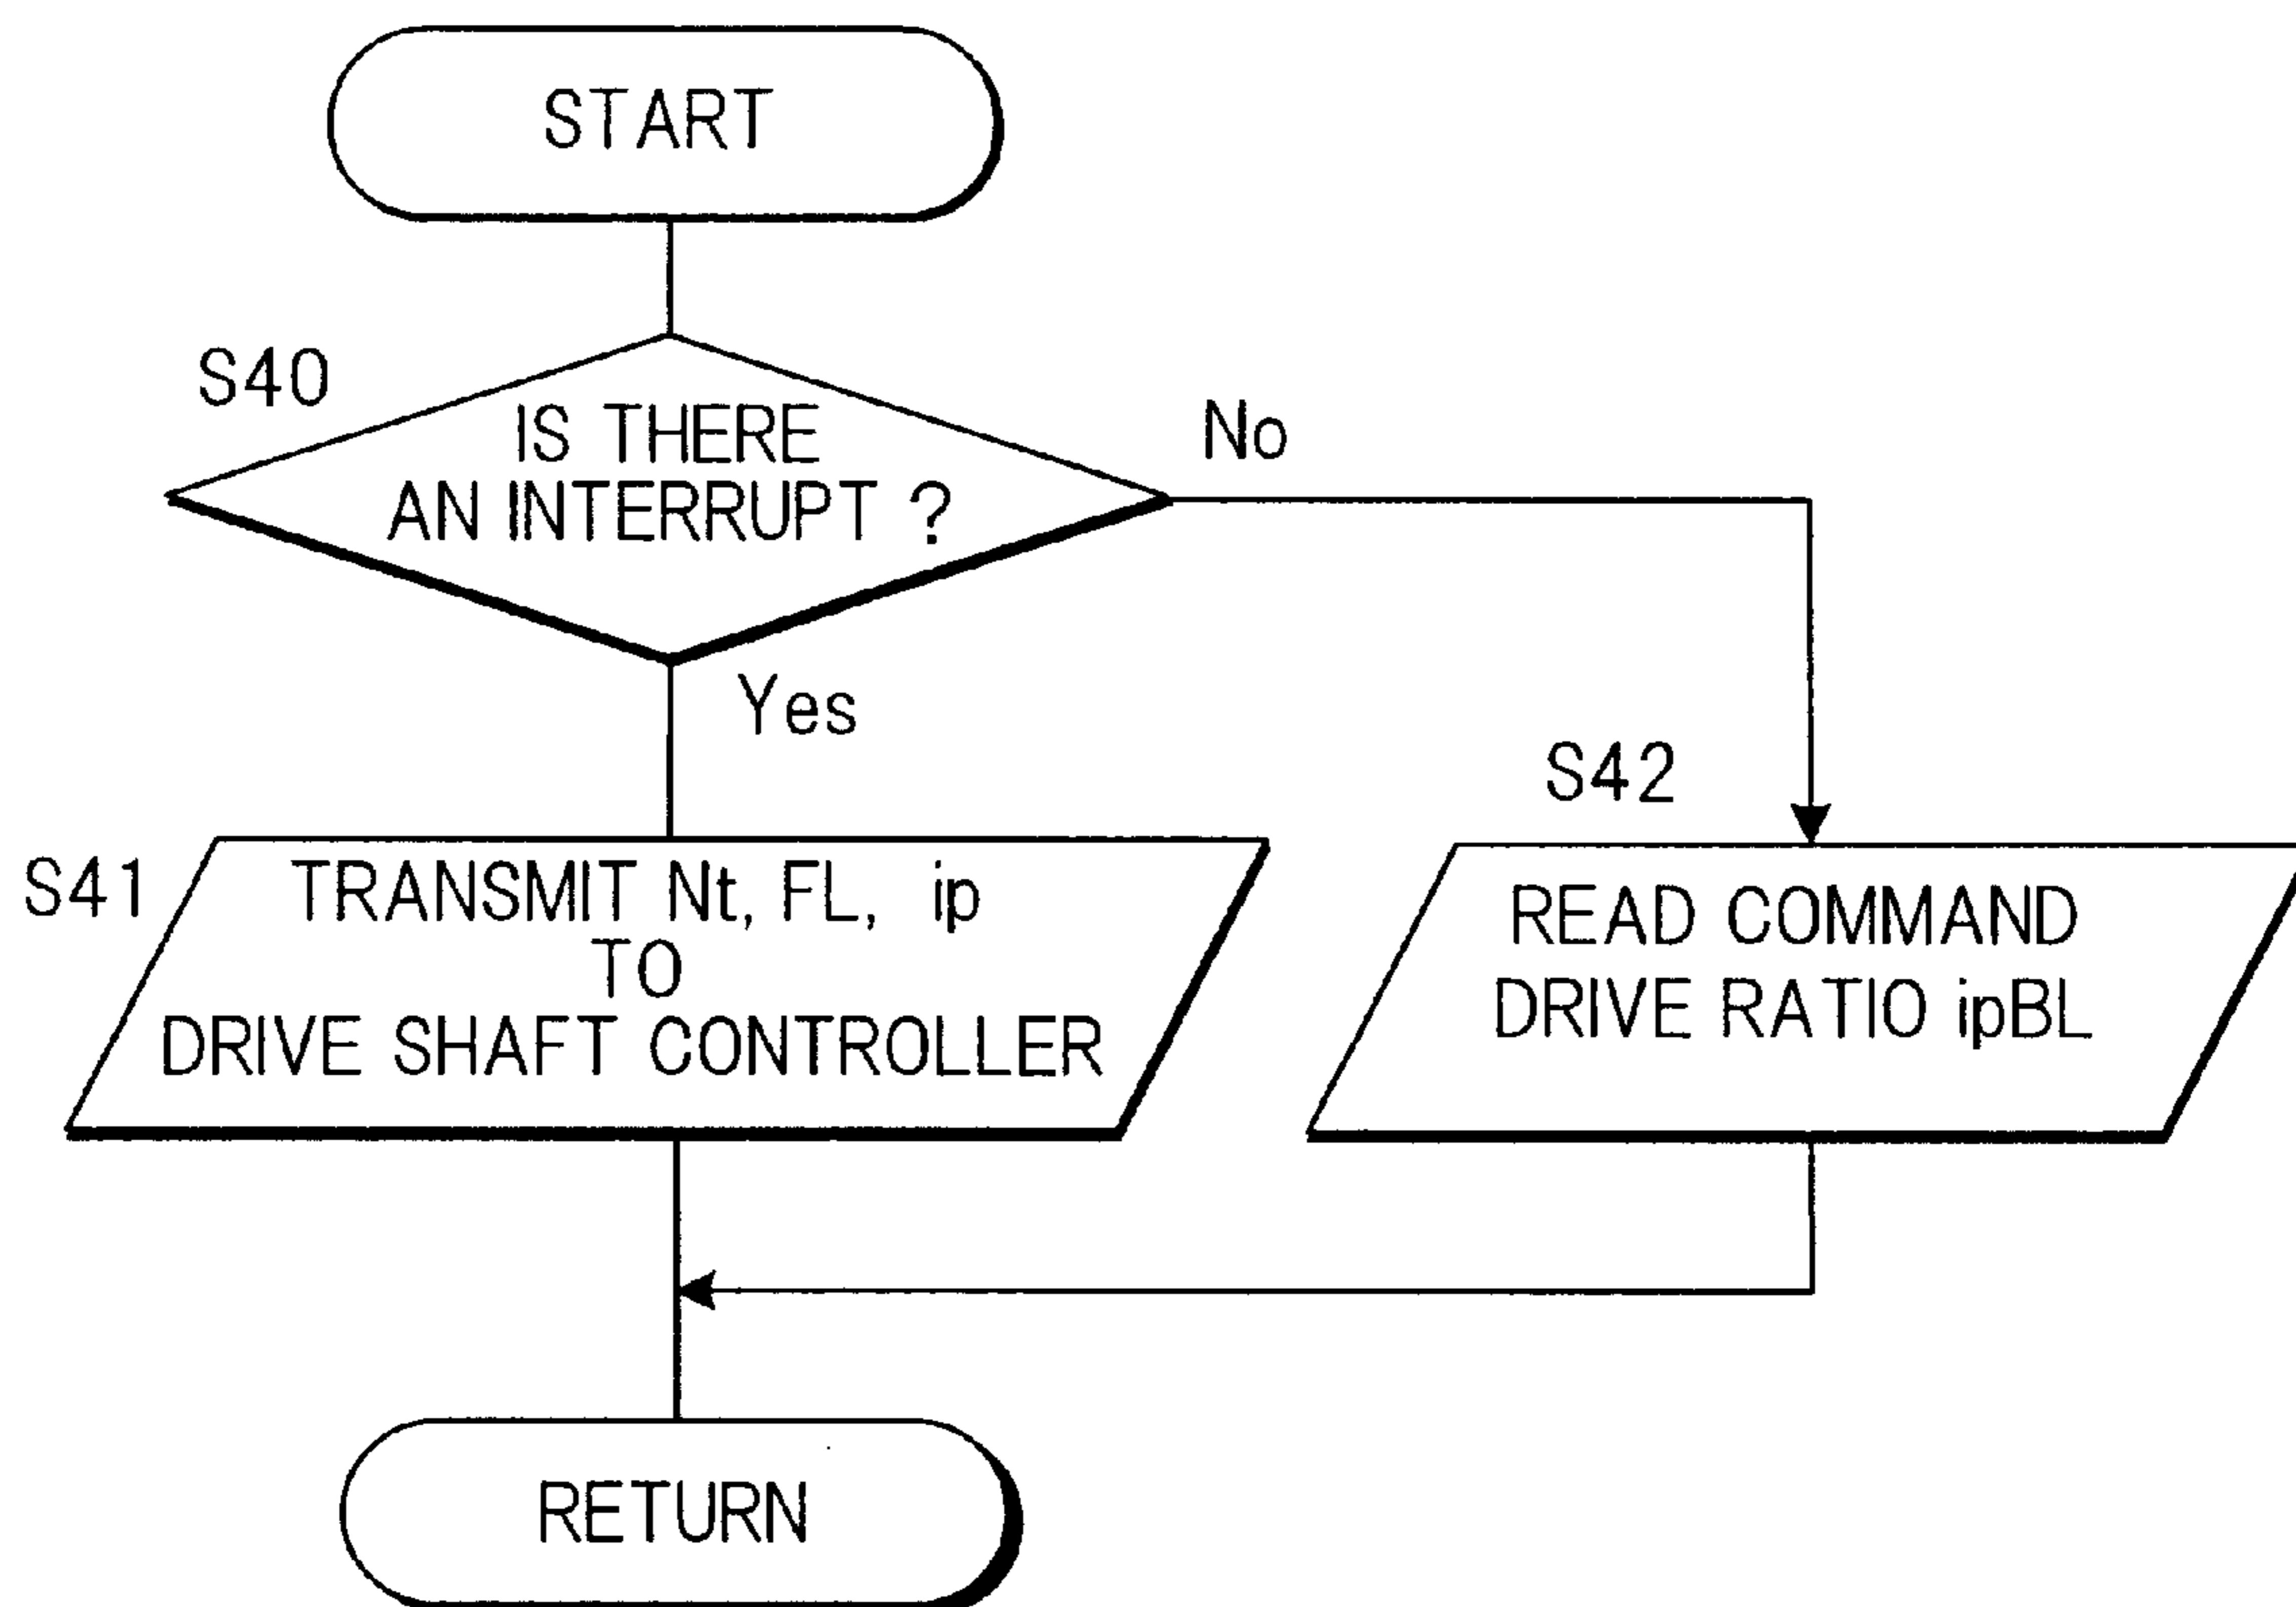 START
S40
IS THERE
AN INTERRUPT ?
No
Yes
S41
TRANSMIT Nt, FL, ip
TO
DRIVE SHAFT CONTROLLER
S42
READ COMMAND
DRIVE RATIO ipBL
RETURN